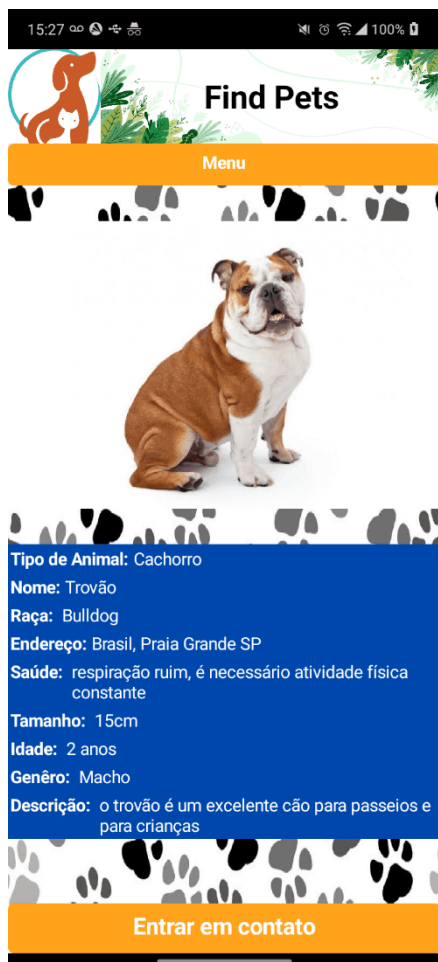 15:27
100%
Find Pets
Menu
Tipo de Animal: Cachorro
Nome: Trovão
Raça: Bulldog
Endereço: Brasil, Praia Grande SP
Saúde: respiração ruim, é necessário atividade física
constante
Tamanho: 15cm
Idade: 2 anos
Genêro: Macho
Descrição: o trovão é um excelente cão para passeios e
para crianças
Entrar em contato